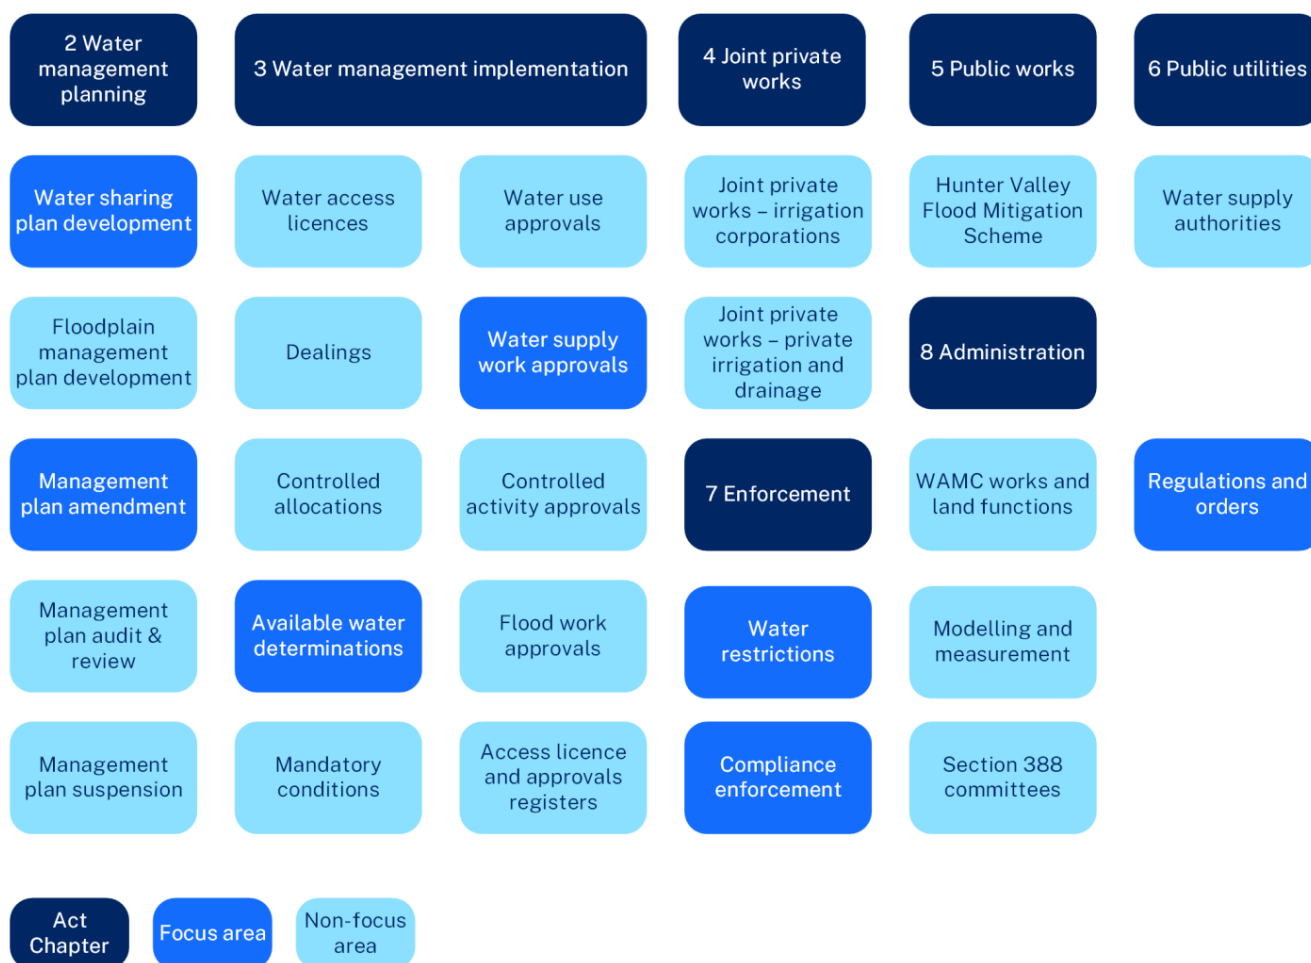 2 Water
management
planning
3 Water management implementation
4 Joint private
works
5 Public works
6 Public utilities
Water sharing
plan development
Water access
licences
Water use
approvals
Joint private
works – irrigation
corporations
Hunter Valley
Flood Mitigation
Scheme
Water supply
authorities
Floodplain
management
plan development
Dealings
Water supply
work approvals
Joint private
works – private
irrigation and
drainage
8 Administration
Management
plan amendment
Controlled
allocations
Controlled
activity approvals
7 Enforcement
WAMC works and
land functions
Regulations and
orders
Management
plan audit &
review
Available water
determinations
Flood work
approvals
Water
restrictions
Modelling and
measurement
Management
plan suspension
Mandatory
conditions
Access licence
and approvals
registers
Compliance
enforcement
Section 388
committees
Act
Chapter
Focus area
Non-focus
area